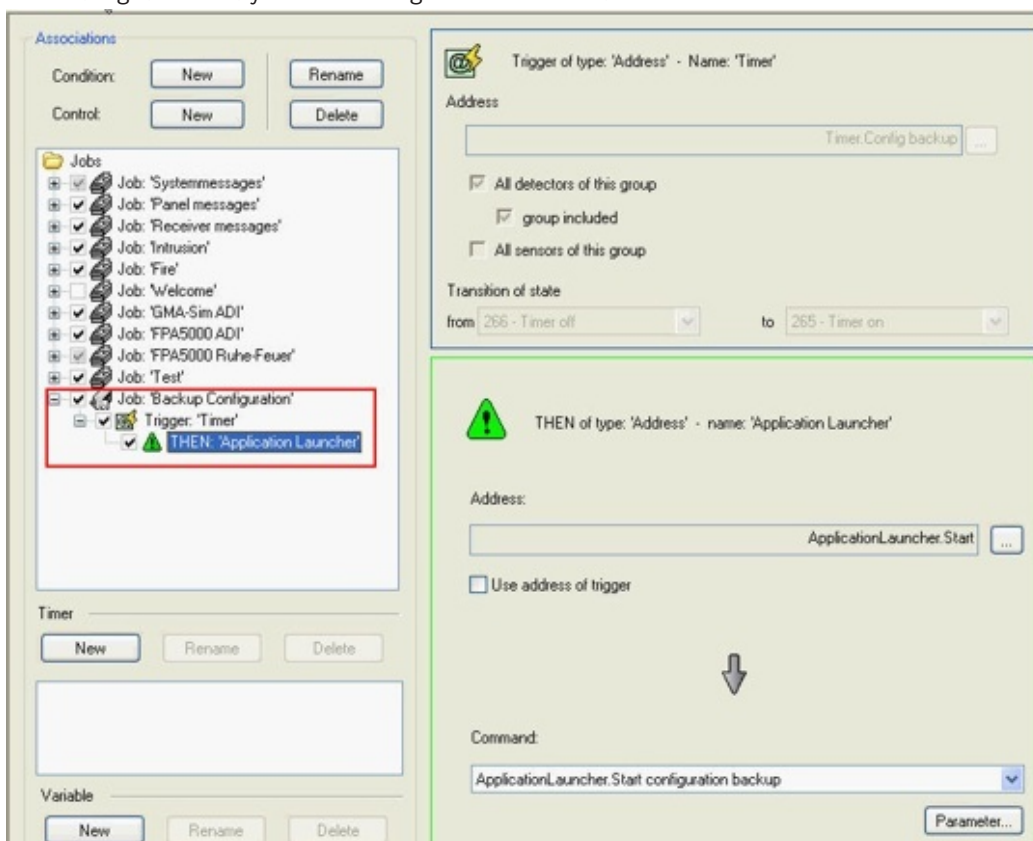 Associations
Condition: New Rename
Control: New Delete
Jobs
Job: 'Systemmessages'
Job: 'Panel messages'
Job: 'Receiver messages'
Job: 'Intrusion'
Job: 'Fire'
Job: 'Welcome'
Job: 'GMA-Sim ADI'
Job: 'FPA5000 ADI'
Job: 'FPA5000 Ruhe-Feuer'
Job: 'Test'
Job: 'Backup Configuration'
Trigger: 'Timer'
THEN: 'Application Launcher'
Timer
New Rename Delete
Variable
New Rename Delete
Trigger of type: 'Address' - Name: 'Timer'
Address
Timer.Config backup ...
All detectors of this group
group included
All sensors of this group
Transition of state
from 266 - Timer off to 265 - Timer on
THEN of type: 'Address' - name: 'Application Launcher'
Address:
ApplicationLauncher.Start ...
Use address of trigger
Command:
ApplicationLauncher.Start configuration backup
Parameter...